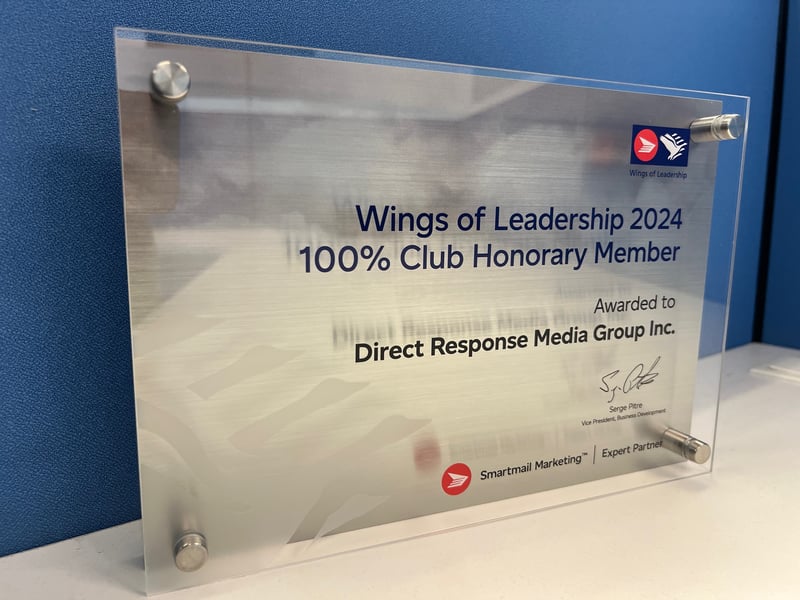 Wings of Leadership
Wings of Leadership 2024
100% Club Honorary Member
Awarded to
Direct Response Media Group Inc.
Serge Pitre
Vice President, Business Development
Smartmail Marketing™ | Expert Partner